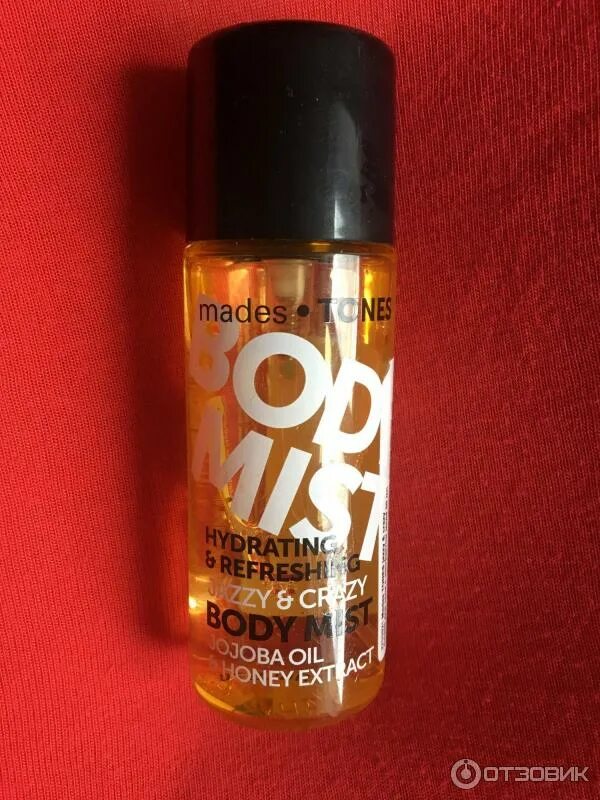 mades • TONES
BODY
MIST
HYDRATING
& REFRESHING
JAZZY & CRAZY
BODY MIST
JOJOBA OIL
& HONEY EXTRACT
ОТЗОВИК